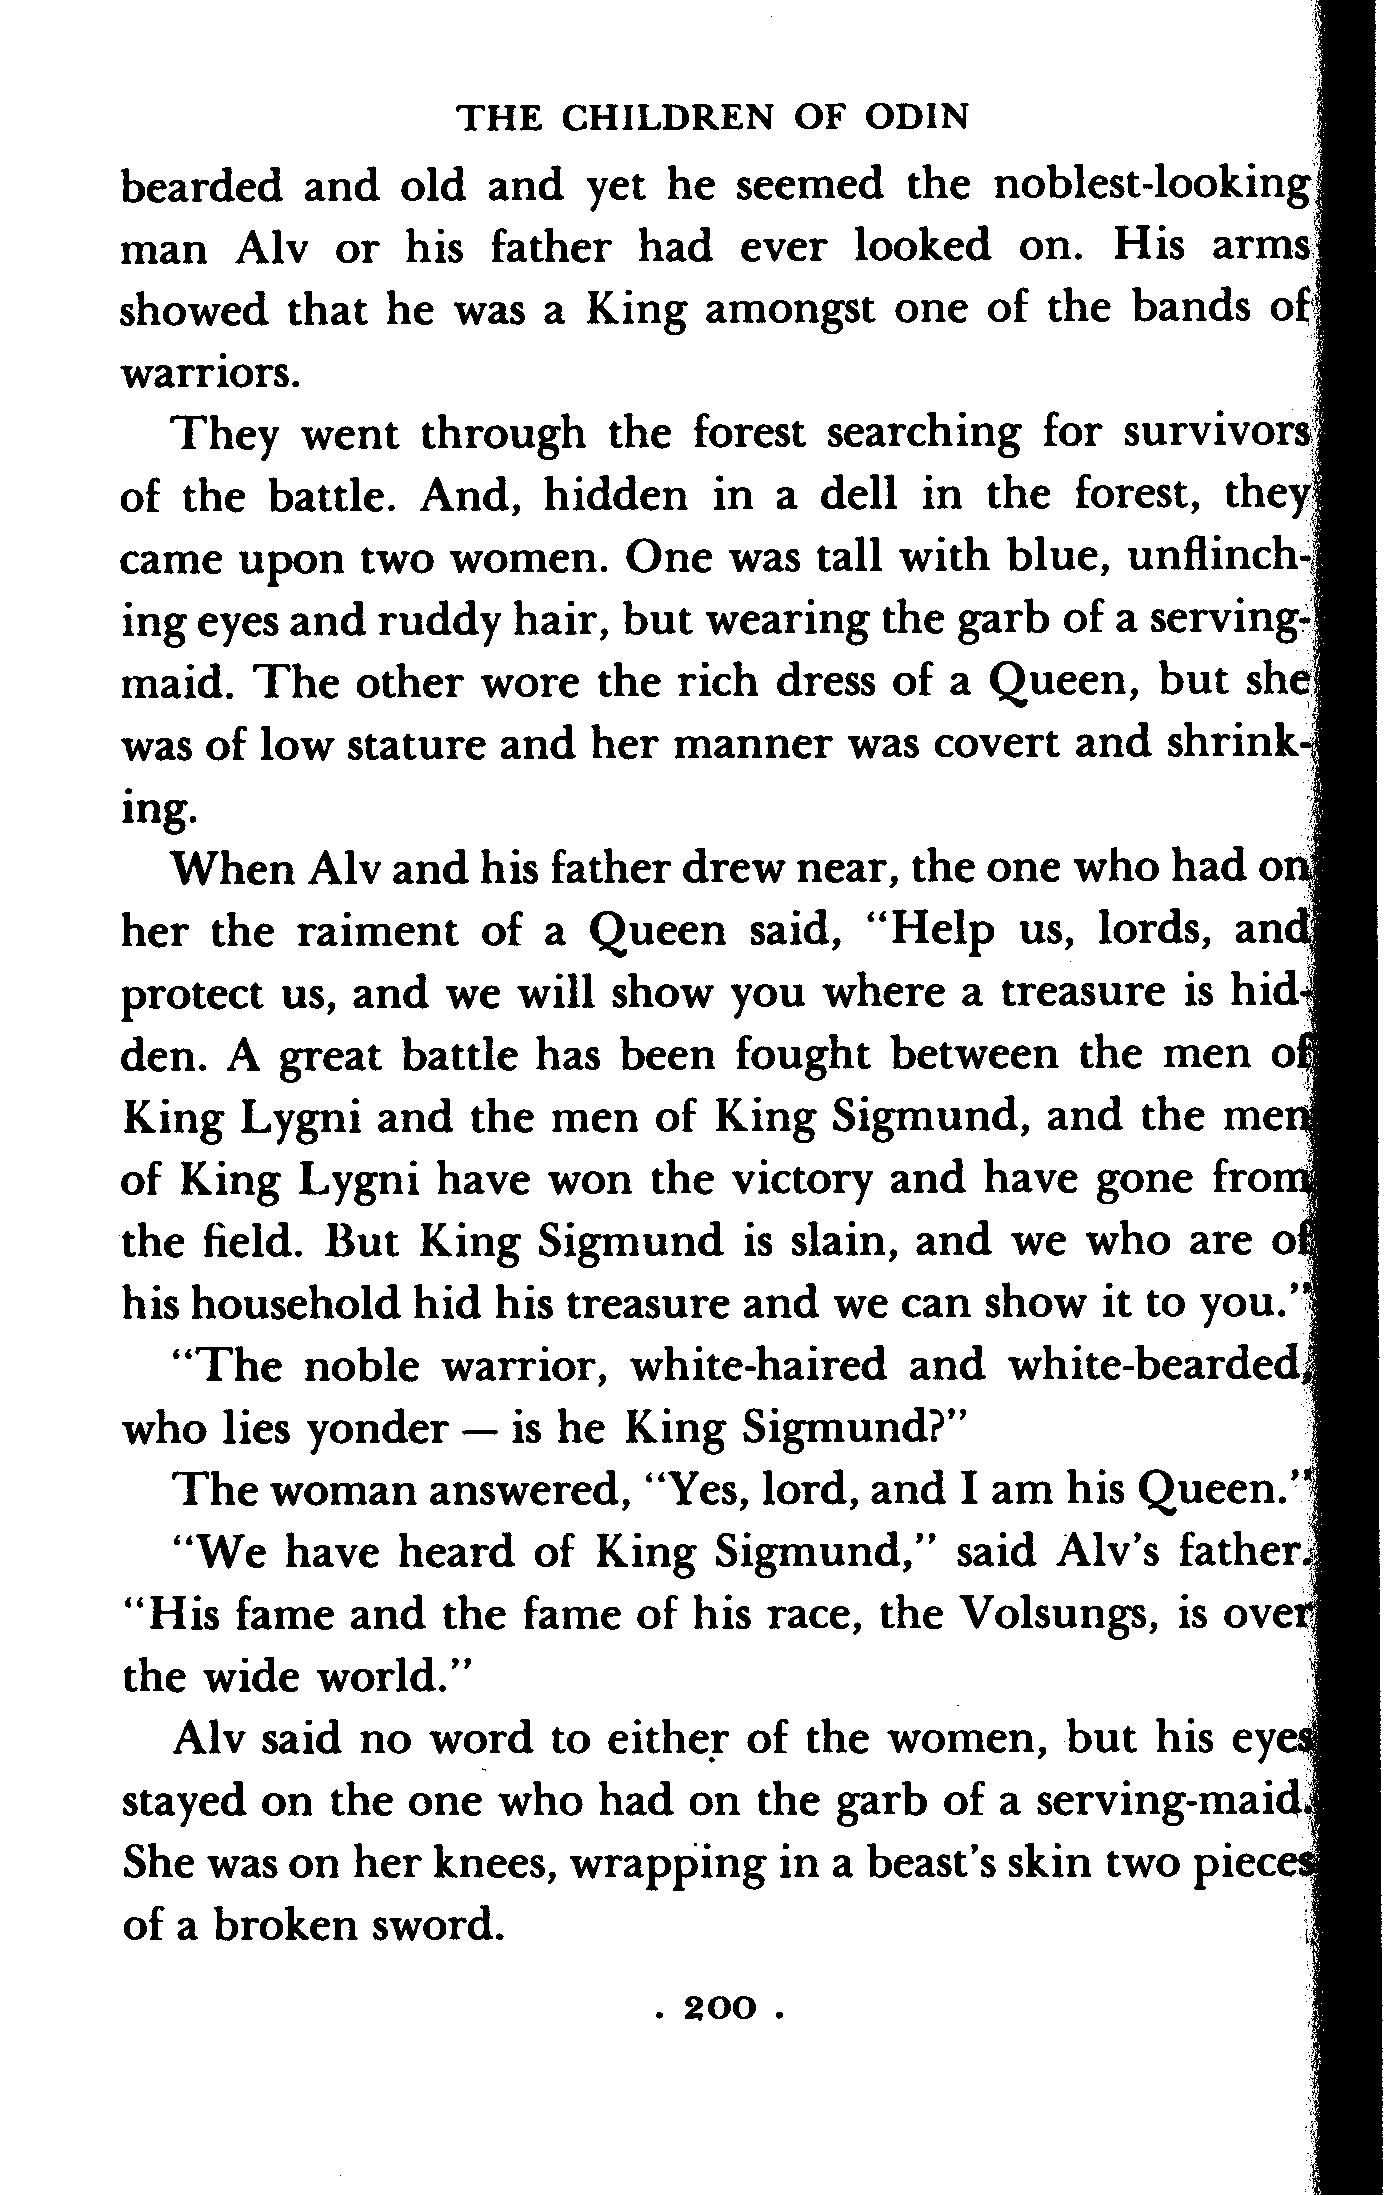 THE CHILDREN OF ODIN
bearded and old and yet he seemed the noblest-looking
man Alv or his father had ever looked on. His arms
showed that he was a King amongst one of the bands of
warriors.
They went through the forest searching for survivors
of the battle. And, hidden in a dell in the forest, they
came upon two women. One was tall with blue, unflinch-
ing eyes and ruddy hair, but wearing the garb of a serving-
maid. The other wore the rich dress of a Queen, but she
was of low stature and her manner was covert and shrink-
ing.
When Alv and his father drew near, the one who had on
her the raiment of a Queen said, "Help us, lords, and
protect us, and we will show you where a treasure is hid-
den. A great battle has been fought between the men of
King Lygni and the men of King Sigmund, and the men
of King Lygni have won the victory and have gone from
the field. But King Sigmund is slain, and we who are of
his household hid his treasure and we can show it to you."
"The noble warrior, white-haired and white-bearded,
who lies yonder — is he King Sigmund?"
The woman answered, "Yes, lord, and I am his Queen."
"We have heard of King Sigmund," said Alv's father.
"His fame and the fame of his race, the Volsungs, is over
the wide world."
Alv said no word to either of the women, but his eyes
stayed on the one who had on the garb of a serving-maid.
She was on her knees, wrapping in a beast's skin two pieces
of a broken sword.
. 200 .